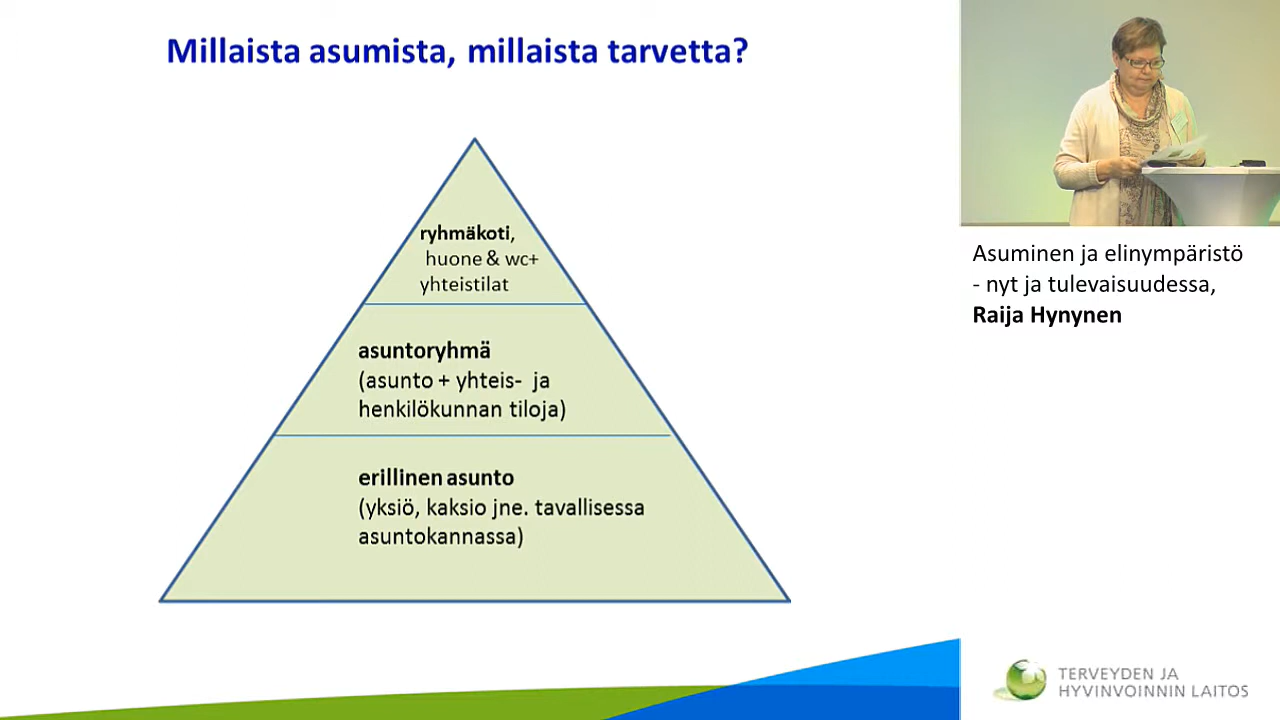 Millaista asumista, millaista tarvetta?
ryhmäkoti,
huone & wc+
yhteistilat
asuntoryhmä
(asunto + yhteis- ja
henkilökunnan tiloja)
erillinen asunto
(yksiö, kaksio jne. tavallisessa
asuntokannassa)
Asuminen ja elinympäristö
- nyt ja tulevaisuudessa,
Raija Hynynen
TERVEYDEN JA
HYVINVOINNIN LAITOS